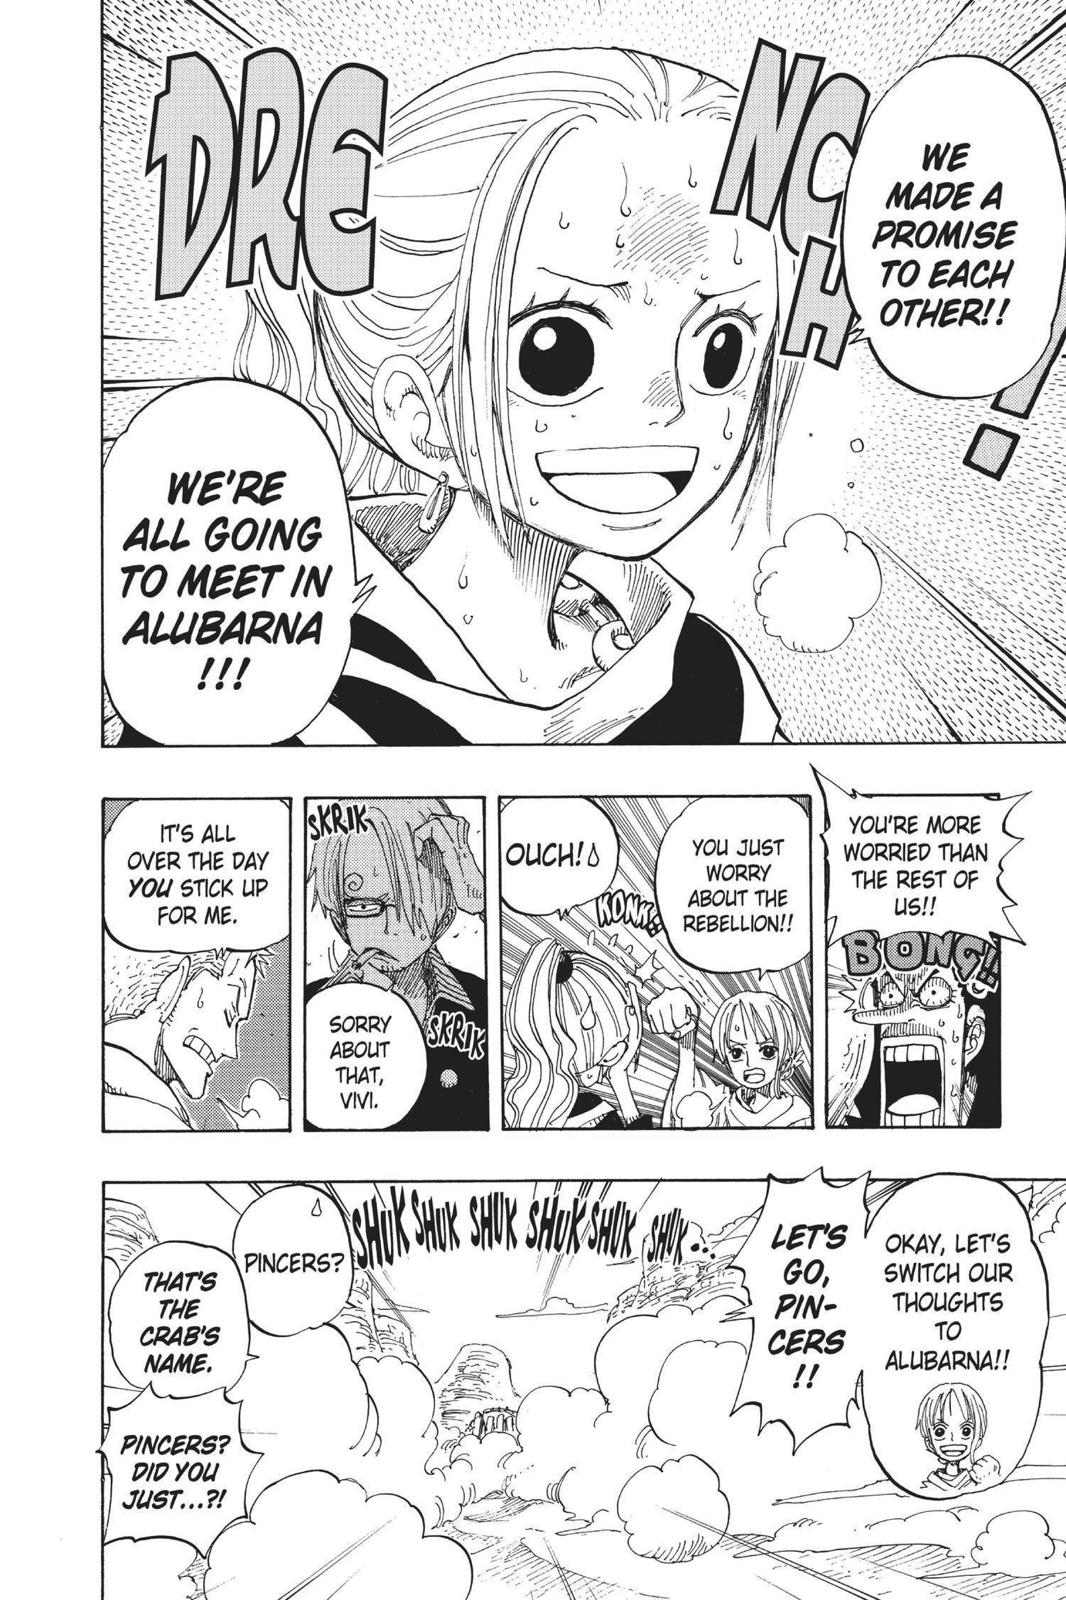 WE
MADE A
PROMISE
TO EACH
OTHER!!
DRENCH!
WE'RE
ALL GOING
TO MEET IN
ALUBARNA
!!!
YOU'RE MORE
WORRIED THAN
THE REST OF
US!!
BONG!!
YOU JUST
WORRY
ABOUT THE
REBELLION!!
KONK!!
OUCH!
SKRIK
SORRY
ABOUT
THAT,
VIVI.
SKRIK
IT'S ALL
OVER THE DAY
YOU STICK UP
FOR ME.
OKAY, LET'S
SWITCH OUR
THOUGHTS
TO
ALUBARNA!!
LET'S
GO,
PIN-
CERS
!!
SHUK SHUK SHUK SHUK SHUK SHUK...
PINCERS?
THAT'S
THE
CRAB'S
NAME.
PINCERS?
DID YOU
JUST...?!